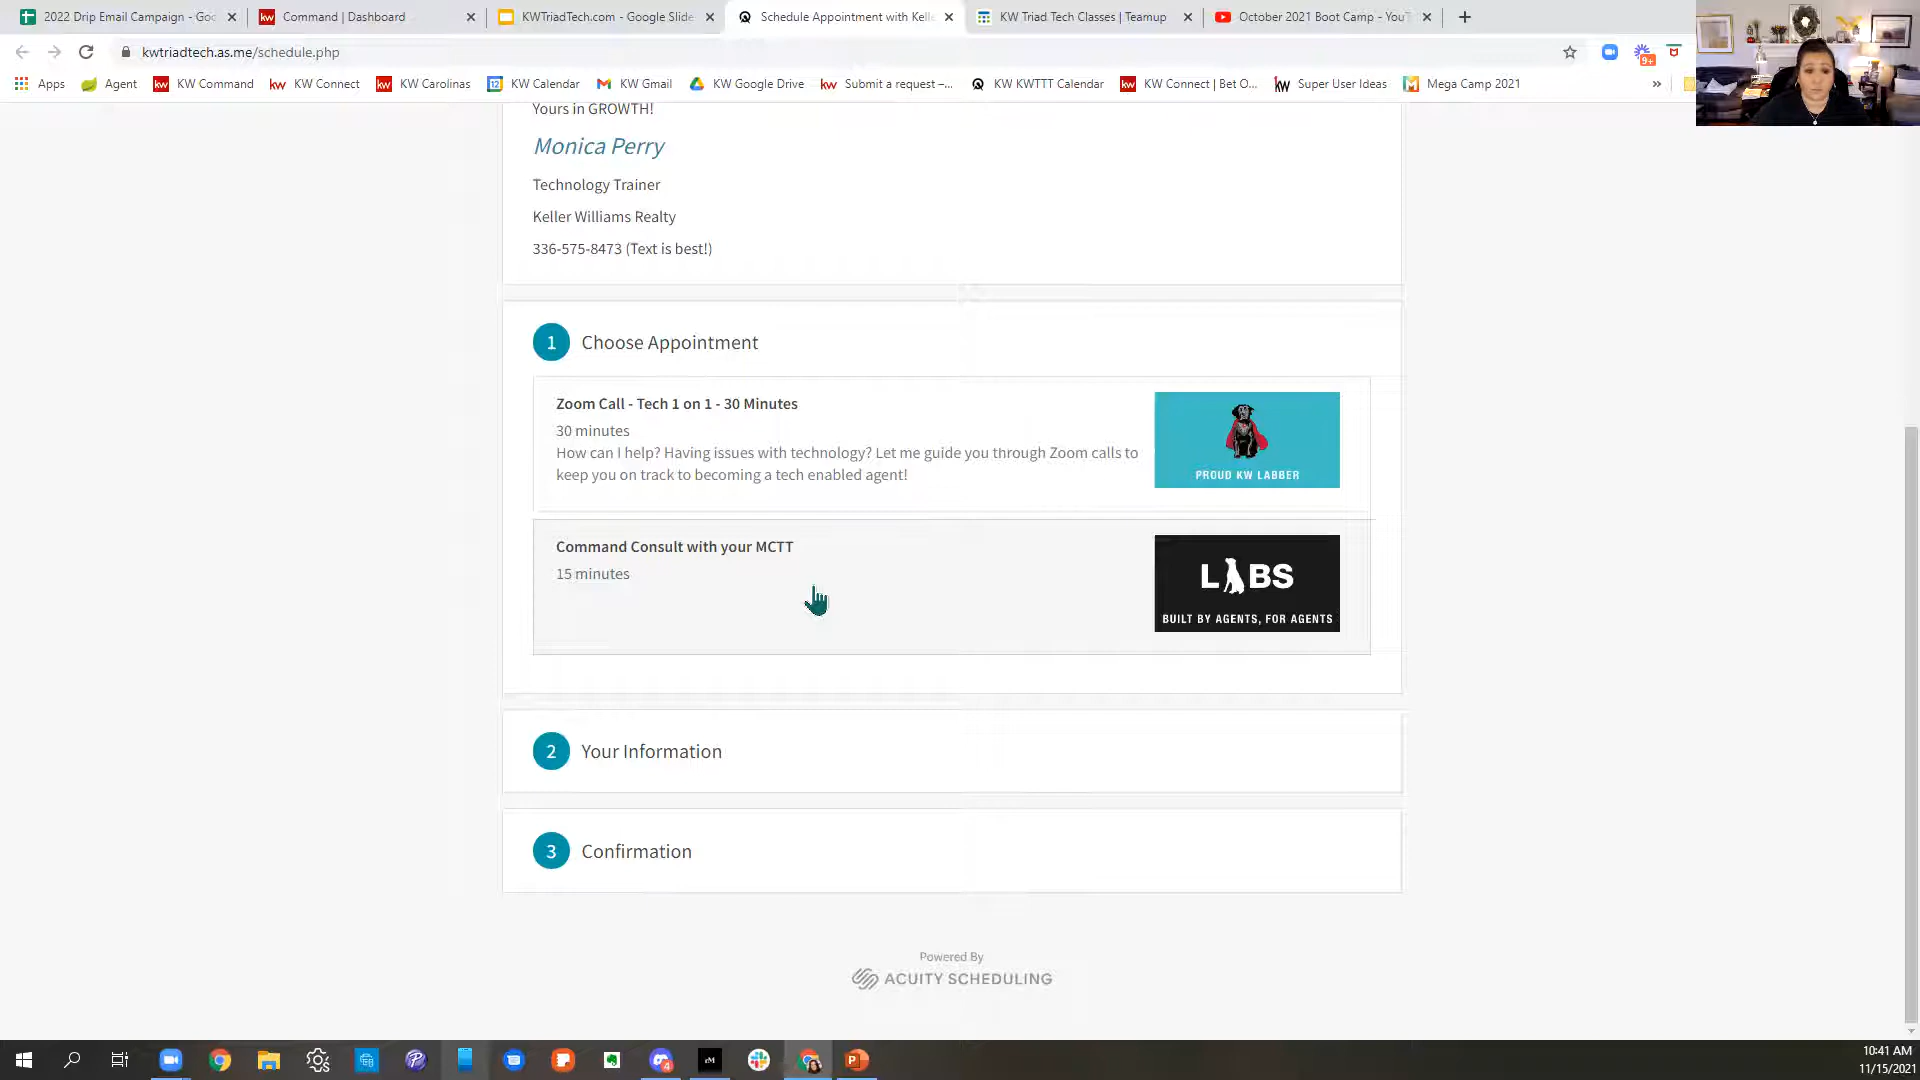 2022 Drip Email Campaign - Goo
Command | Dashboard
KWTriadTech.com - Google Slide
Schedule Appointment with Kelle
KW Triad Tech Classes | Teamup
October 2021 Boot Camp - YouT
kwtriadtech.as.me/schedule.php
9+
Apps
Agent
KW Command
KW Connect
KW Carolinas
KW Calendar
KW Gmail
KW Google Drive
Submit a request –...
KW KWTTT Calendar
KW Connect | Bet O...
Super User Ideas
Mega Camp 2021
Yours in GROWTH!
Monica Perry
Technology Trainer
Keller Williams Realty
336-575-8473 (Text is best!)
1 Choose Appointment
Zoom Call - Tech 1 on 1 - 30 Minutes
30 minutes
How can I help? Having issues with technology? Let me guide you through Zoom calls to
keep you on track to becoming a tech enabled agent!
PROUD KW LABBER
Command Consult with your MCTT
15 minutes
LABS
BUILT BY AGENTS, FOR AGENTS
2 Your Information
3 Confirmation
Powered By
ACUITY SCHEDULING
10:41 AM
11/15/2021